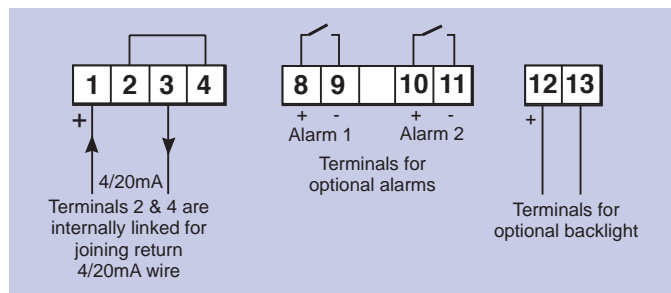 1 2 3 4
+
4/20mA
Terminals 2 & 4 are
internally linked for
joining return
4/20mA wire
8 9 10 11
+ - + -
Alarm 1 Alarm 2
Terminals for
optional alarms
12 13
+
Terminals for
optional backlight